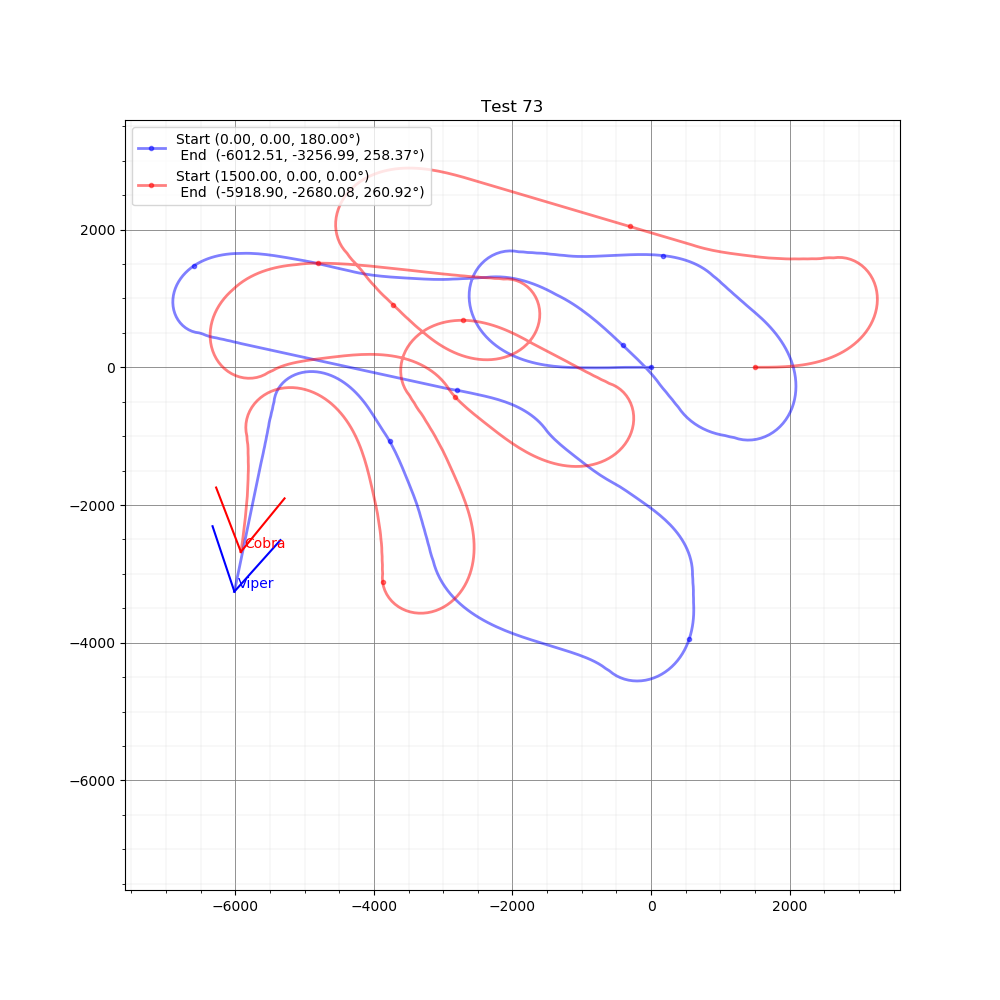 Test 73
Start (0.00, 0.00, 180.00°)
End  (-6012.51, -3256.99, 258.37°)
Start (1500.00, 0.00, 0.00°)
End  (-5918.90, -2680.08, 260.92°)
2000
0
−2000
−4000
−6000
Cobra
Viper
−6000
−4000
−2000
0
2000